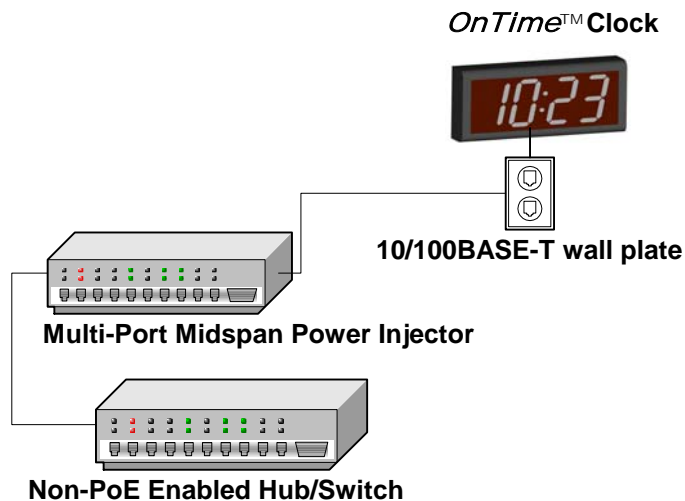 OnTime™ Clock
10:23
10/100BASE-T wall plate
Multi-Port Midspan Power Injector
Non-PoE Enabled Hub/Switch